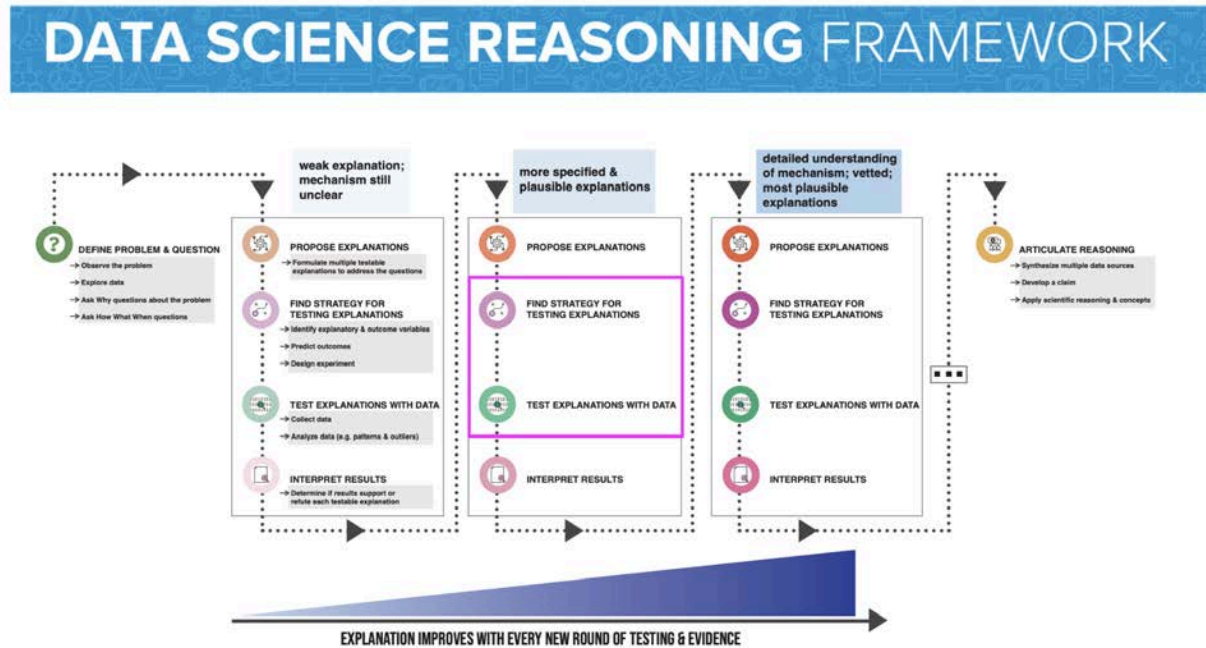 DATA SCIENCE REASONING FRAMEWORK
?
DEFINE PROBLEM & QUESTION
→ Observe the problem
→ Explore data
→ Ask Why questions about the problem
→ Ask How What When questions
weak explanation;
mechanism still
unclear
PROPOSE EXPLANATIONS
→ Formulate multiple testable
explanations to address the questions
FIND STRATEGY FOR
TESTING EXPLANATIONS
→ Identify explanatory & outcome variables
→ Predict outcomes
→ Design experiment
TEST EXPLANATIONS WITH DATA
→ Collect data
→ Analyze data (e.g. patterns & outliers)
INTERPRET RESULTS
→ Determine if results support or
refute each testable explanation
more specified &
plausible explanations
PROPOSE EXPLANATIONS
FIND STRATEGY FOR
TESTING EXPLANATIONS
TEST EXPLANATIONS WITH DATA
INTERPRET RESULTS
detailed understanding
of mechanism; vetted;
most plausible
explanations
PROPOSE EXPLANATIONS
FIND STRATEGY FOR
TESTING EXPLANATIONS
TEST EXPLANATIONS WITH DATA
INTERPRET RESULTS
ARTICULATE REASONING
→ Synthesize multiple data sources
→ Develop a claim
→ Apply scientific reasoning & concepts
EXPLANATION IMPROVES WITH EVERY NEW ROUND OF TESTING & EVIDENCE